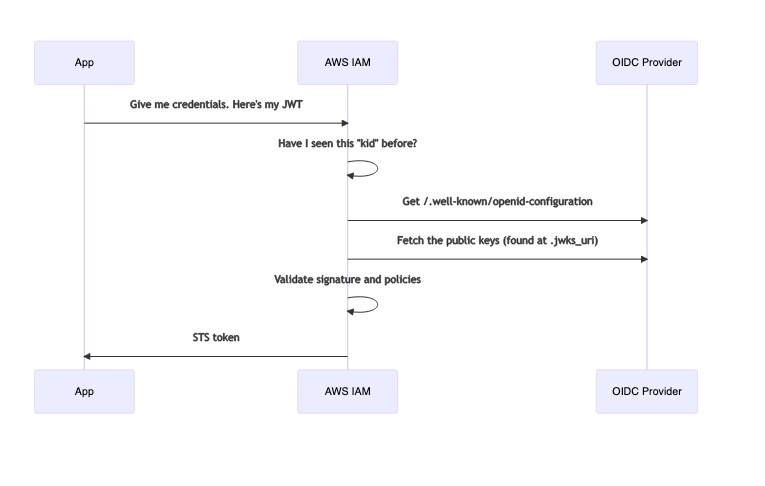 App
AWS IAM
OIDC Provider
Give me credentials. Here's my JWT
Have I seen this "kid" before?
Get /.well-known/openid-configuration
Fetch the public keys (found at .jwks_uri)
Validate signature and policies
STS token
App
AWS IAM
OIDC Provider